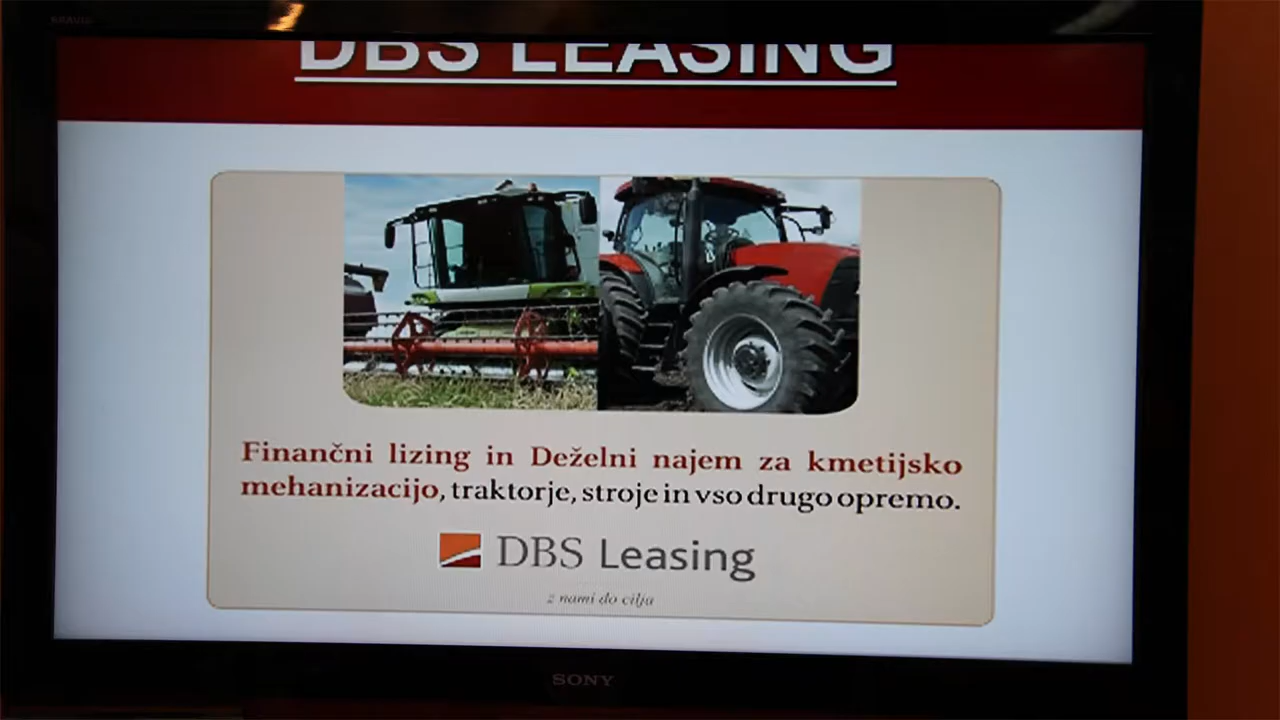 BRAVIA
DBS LEASING
Finančni lizing in Deželni najem za kmetijsko
mehanizacijo, traktorje, stroje in vso drugo opremo.
DBS Leasing
z nami do cilja
SONY